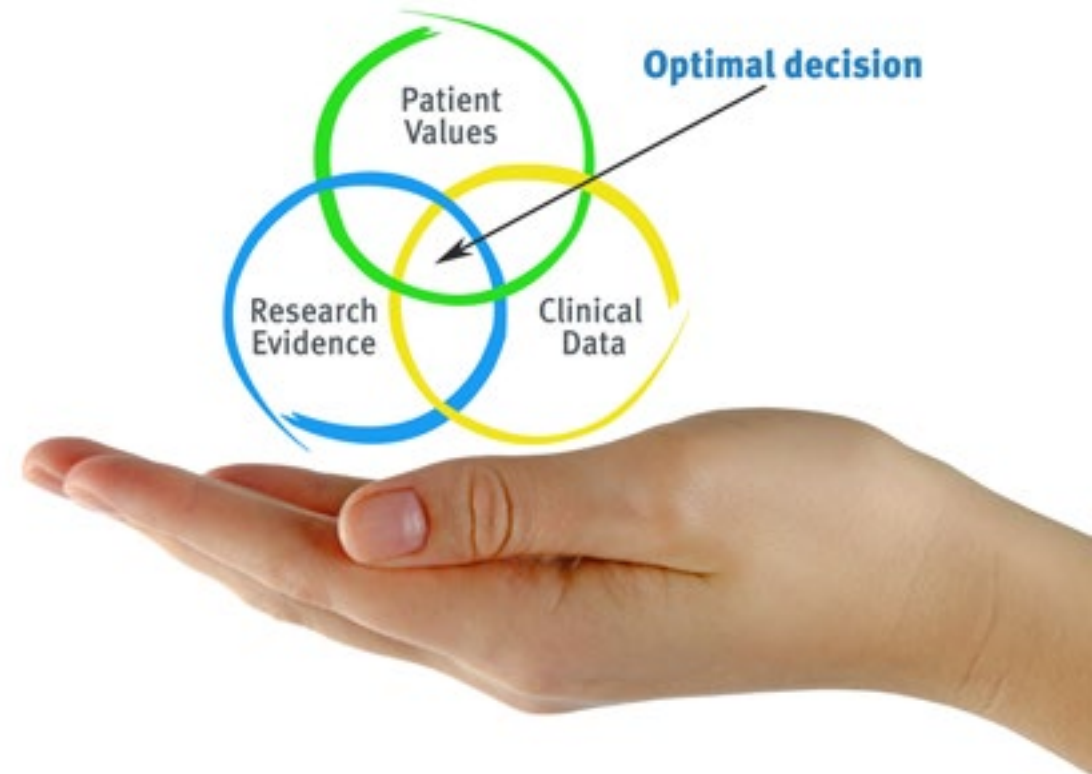 Optimal decision
Patient
Values
Research
Evidence
Clinical
Data